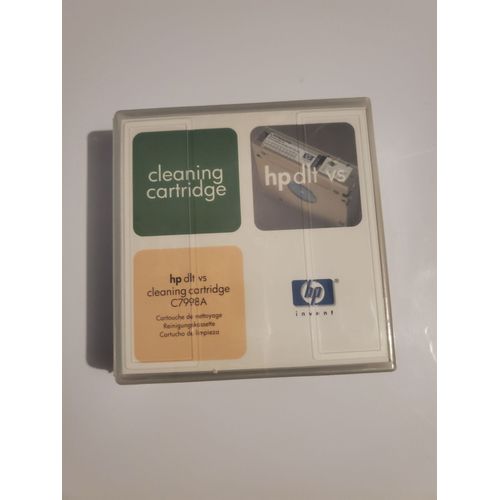 cleaning
cartridge
hp dlt vs
hp dlt vs
cleaning cartridge
C7998A
Cartouche de nettoyage
Reinigungskassette
Cartucho de limpieza
hp
invent